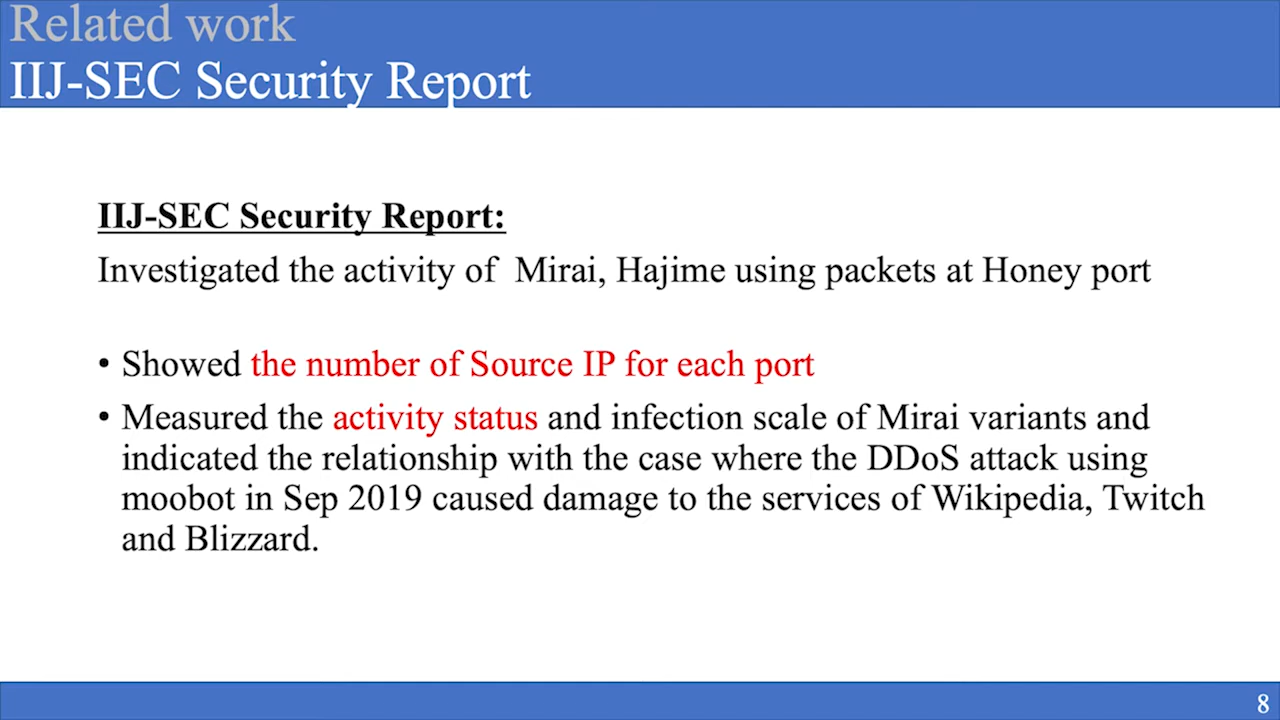 Related work
IIJ-SEC Security Report
IIJ-SEC Security Report:
Investigated the activity of Mirai, Hajime using packets at Honey port
• Showed the number of Source IP for each port
• Measured the activity status and infection scale of Mirai variants and
indicated the relationship with the case where the DDoS attack using
moobot in Sep 2019 caused damage to the services of Wikipedia, Twitch
and Blizzard.
8